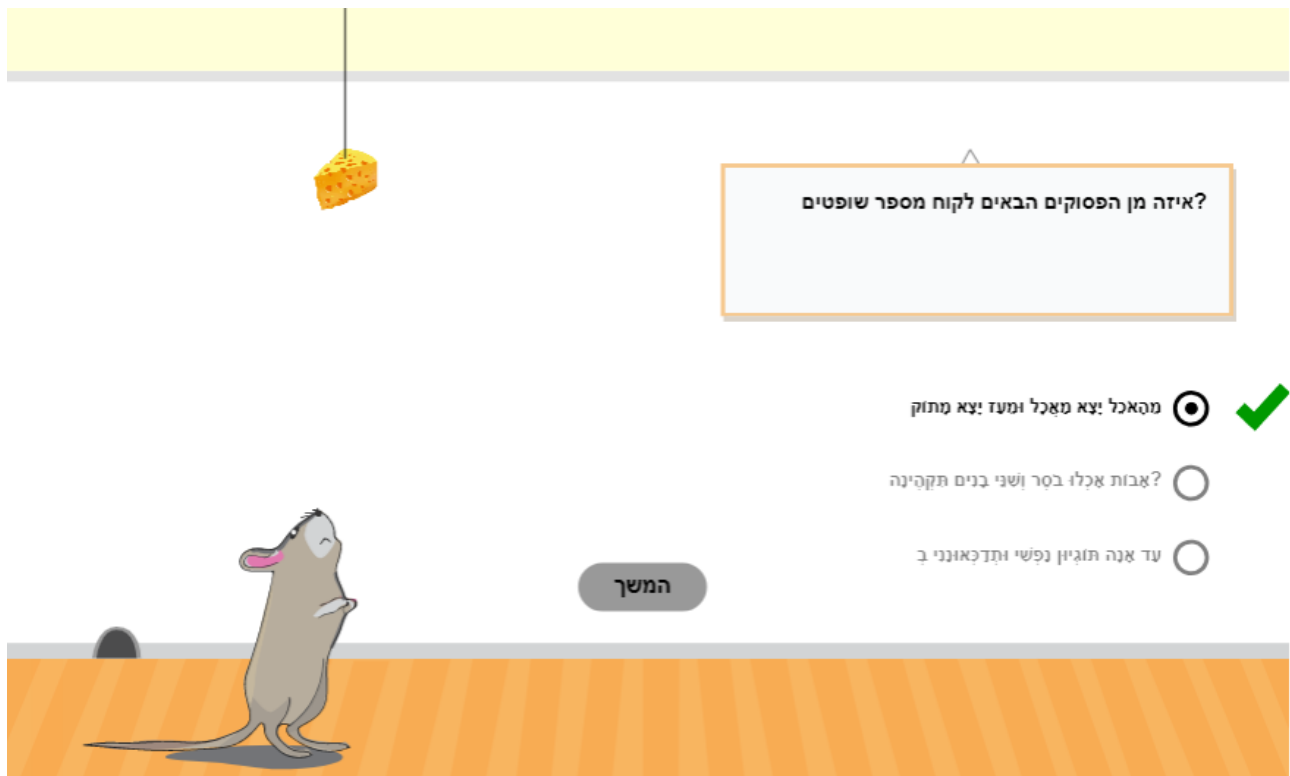 איזה מן הפסוקים הבאים לקוח מספר שופטים?
מֵהָאֹכֵל יָצָא מַאֲכָל וּמֵעַז יָצָא מָתוֹק
אָבוֹת אָכְלוּ בֹסֶר וְשִׁנֵּי בָנִים תִּקְהֶינָה?
עַד אָנָה תּוֹגְיוּן נַפְשִׁי וּתְדַכְּאוּנַנִי בְ
המשך